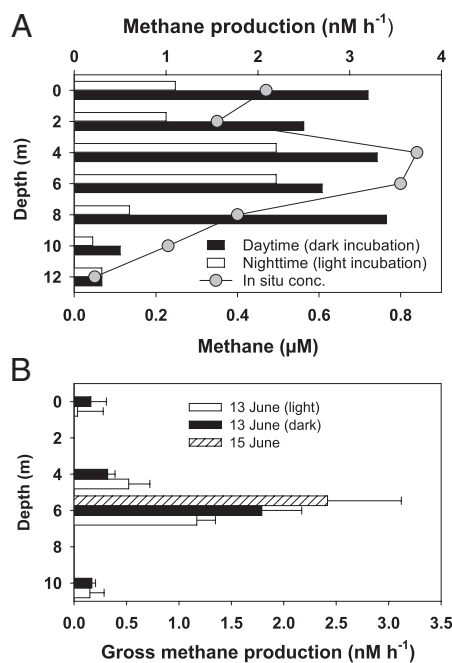 A
Methane production (nM h⁻¹)
0 1 2 3 4
0
2
4
6
8
10
12
Depth (m)
Daytime (dark incubation)
Nighttime (light incubation)
In situ conc.
0.0 0.2 0.4 0.6 0.8
Methane (µM)
B
0
2
4
6
8
10
Depth (m)
13 June (light)
13 June (dark)
15 June
0.0 0.5 1.0 1.5 2.0 2.5 3.0 3.5
Gross methane production (nM h⁻¹)